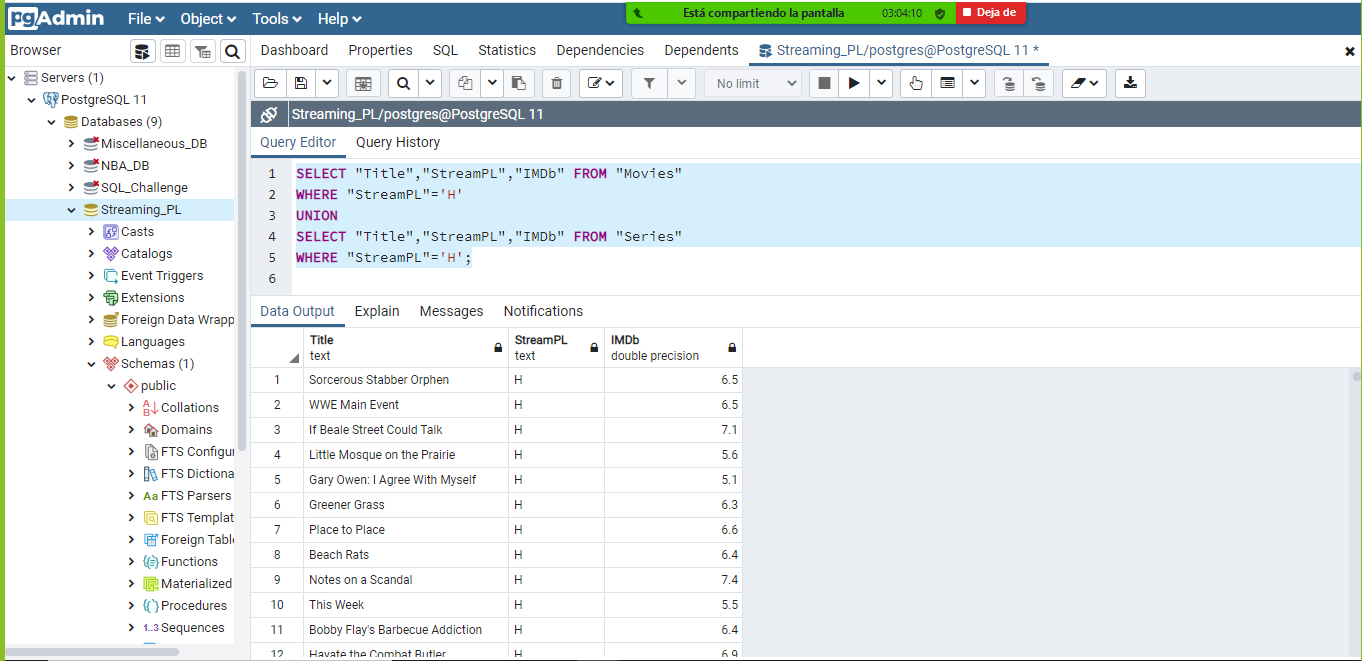 pgAdmin File Object Tools Help
Está compartiendo la pantalla 03:04:10 Deja de
Browser
Dashboard Properties SQL Statistics Dependencies Dependents Streaming_PL/postgres@PostgreSQL 11 *
No limit
Servers (1)
PostgreSQL 11
Databases (9)
Miscellaneous_DB
NBA_DB
SQL_Challenge
Streaming_PL
Casts
Catalogs
Event Triggers
Extensions
Foreign Data Wrapp
Languages
Schemas (1)
public
Collations
Domains
FTS Configur
FTS Dictiona
Aa FTS Parsers
FTS Templat
Foreign Table
Functions
Materialized
Procedures
1..3 Sequences
Streaming_PL/postgres@PostgreSQL 11
Query Editor Query History
1 SELECT "Title","StreamPL","IMDb" FROM "Movies"
2 WHERE "StreamPL"='H'
3 UNION
4 SELECT "Title","StreamPL","IMDb" FROM "Series"
5 WHERE "StreamPL"='H';
6
Data Output Explain Messages Notifications
Title StreamPL IMDb
text text double precision
1 Sorcerous Stabber Orphen H 6.5
2 WWE Main Event H 6.5
3 If Beale Street Could Talk H 7.1
4 Little Mosque on the Prairie H 5.6
5 Gary Owen: I Agree With Myself H 5.1
6 Greener Grass H 6.3
7 Place to Place H 6.6
8 Beach Rats H 6.4
9 Notes on a Scandal H 7.4
10 This Week H 5.5
11 Bobby Flay's Barbecue Addiction H 6.4
12 Hayate the Combat Butler H 6.9